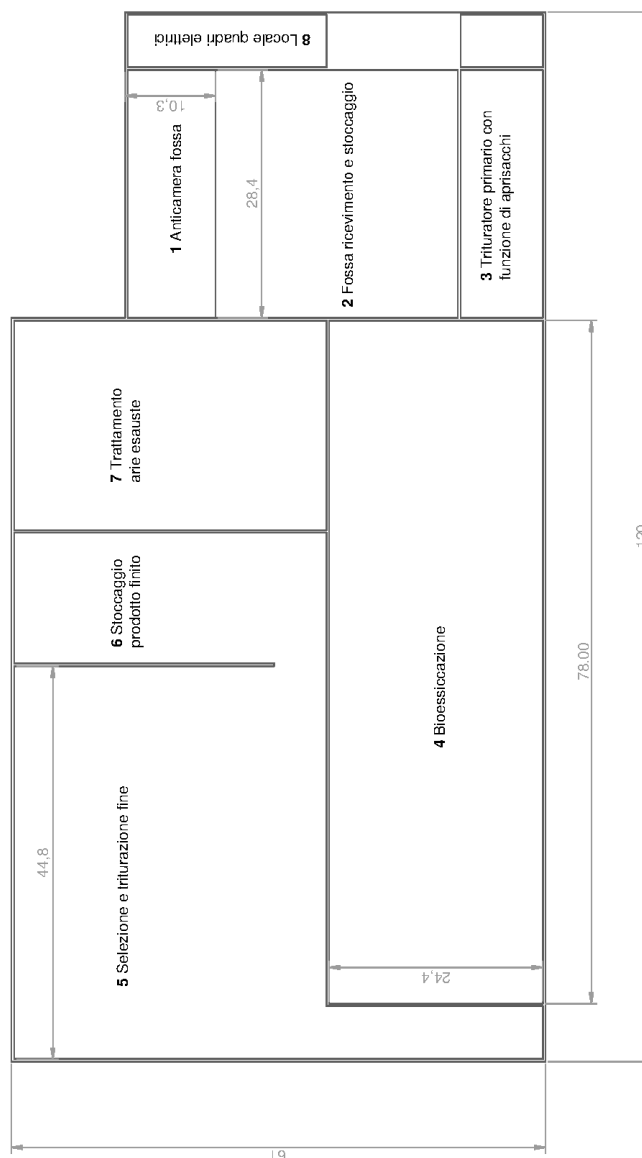 8 Locale quadri elettrici
10,3
1 Anticamera fossa
28,4
2 Fossa ricevimento e stoccaggio
3 Trituratore primario con
funzione di aprisacchi
7 Trattamento
arie esauste
6 Stoccaggio
prodotto finito
4 Bioessiccazione
78.00
44,8
5 Selezione e triturazione fine
24,4